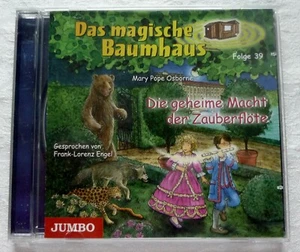 Das magische
Baumhaus
Folge 39
Mary Pope Osborne
Die geheime Macht
der Zauberflöte
Gesprochen von
Frank-Lorenz Engel
JUMBO